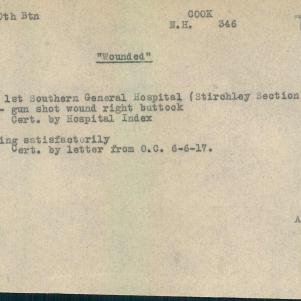 0th Btn COOK
N.H. 346
"Wounded"
1st Southern General Hospital (Stirchley Section
- gun shot wound right buttock
Cert. by Hospital Index
ing satisfactorily
Cert. by letter from O.C. 6-6-17.
A